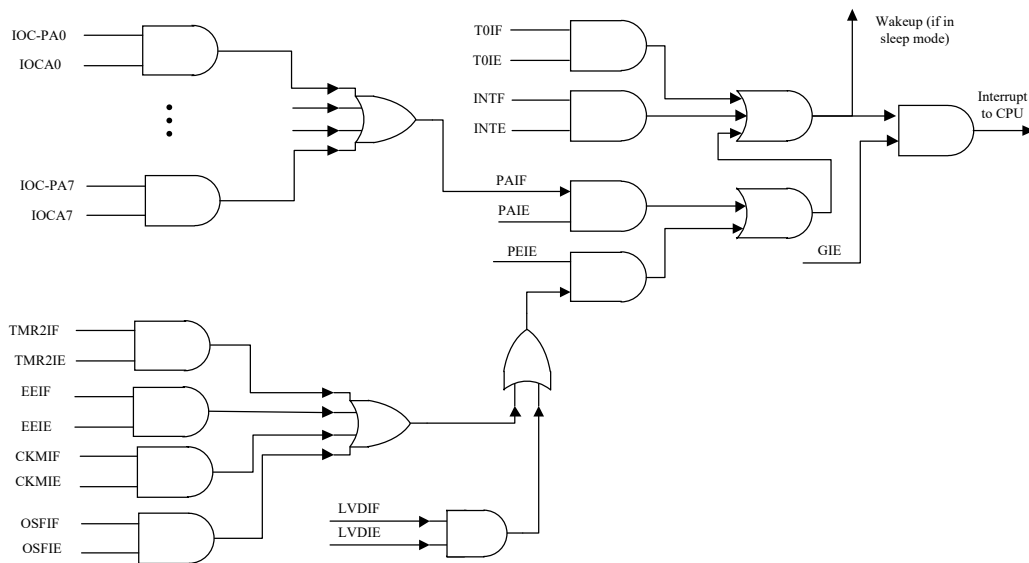 IOC-PA0
IOCA0
IOC-PA7
IOCA7
T0IF
T0IE
INTF
INTE
PAIF
PAIE
PEIE
Wakeup (if in
sleep mode)
Interrupt
to CPU
GIE
TMR2IF
TMR2IE
EEIF
EEIE
CKMIF
CKMIE
OSFIF
OSFIE
LVDIF
LVDIE